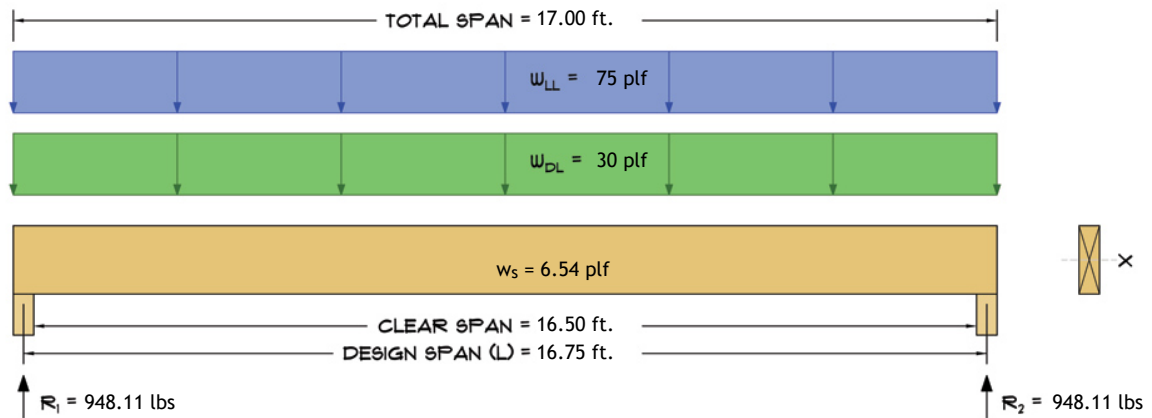 TOTAL SPAN = 17.00 ft.
wLL = 75 plf
wDL = 30 plf
ws = 6.54 plf
X
CLEAR SPAN = 16.50 ft.
DESIGN SPAN (L) = 16.75 ft.
R1 = 948.11 lbs
R2 = 948.11 lbs